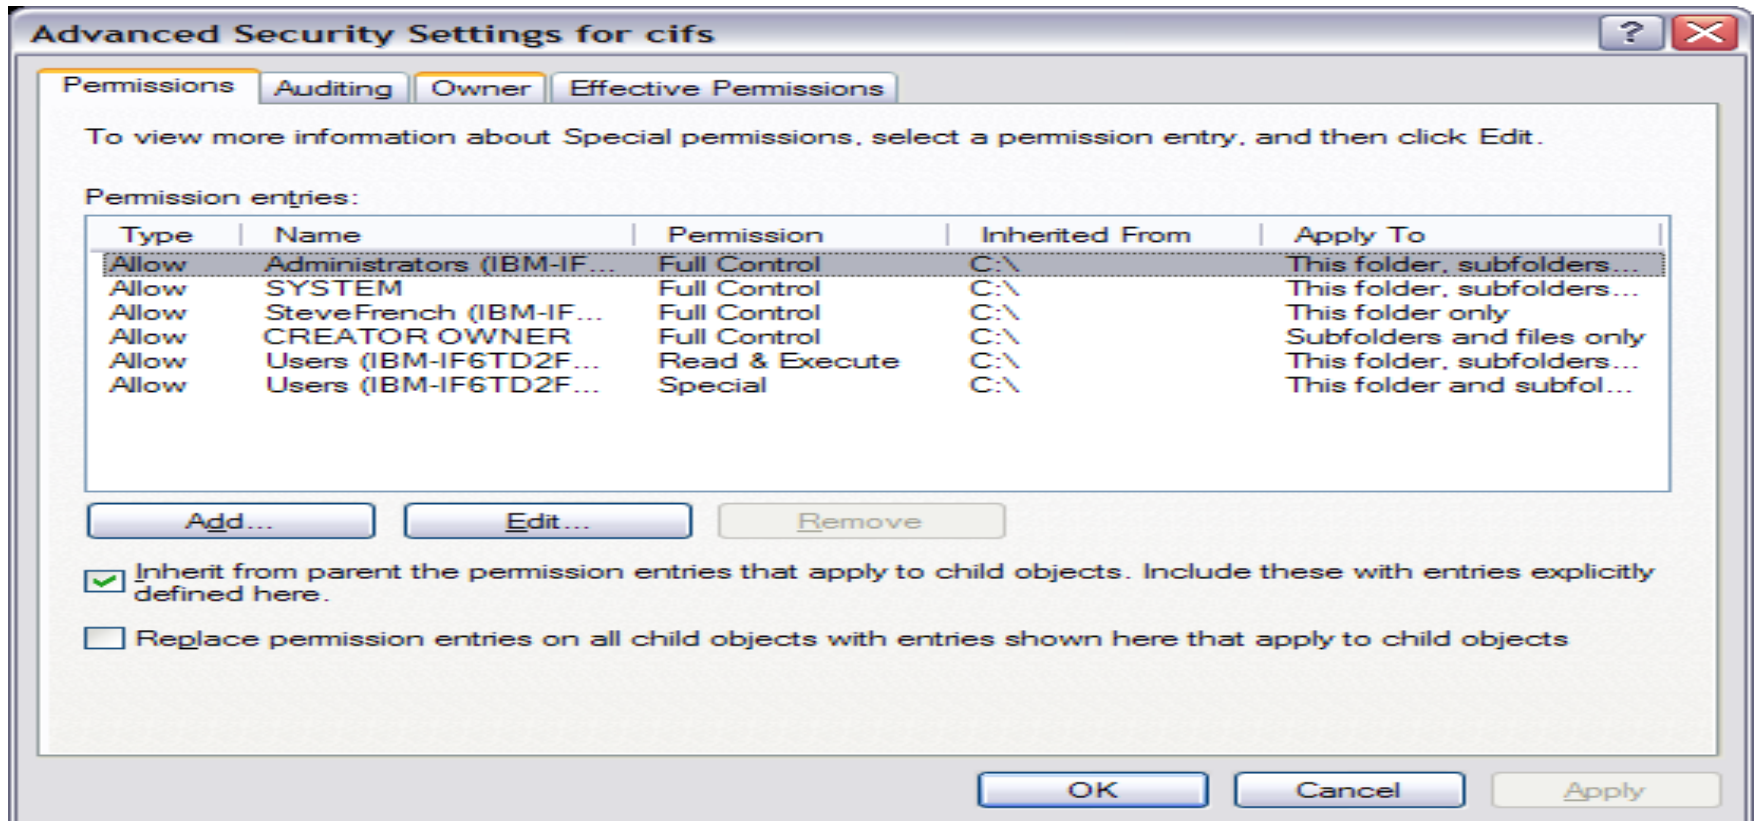 Advanced Security Settings for cifs
Permissions Auditing Owner Effective Permissions
To view more information about Special permissions, select a permission entry, and then click Edit.
Permission entries:
Type Name Permission Inherited From Apply To
Allow Administrators (IBM-IF... Full Control C:\ This folder, subfolders...
Allow SYSTEM Full Control C:\ This folder, subfolders...
Allow SteveFrench (IBM-IF... Full Control C:\ This folder only
Allow CREATOR OWNER Full Control C:\ Subfolders and files only
Allow Users (IBM-IF6TD2F... Read & Execute C:\ This folder, subfolders...
Allow Users (IBM-IF6TD2F... Special C:\ This folder and subfol...
Add... Edit... Remove
Inherit from parent the permission entries that apply to child objects. Include these with entries explicitly
defined here.
Replace permission entries on all child objects with entries shown here that apply to child objects
OK Cancel Apply